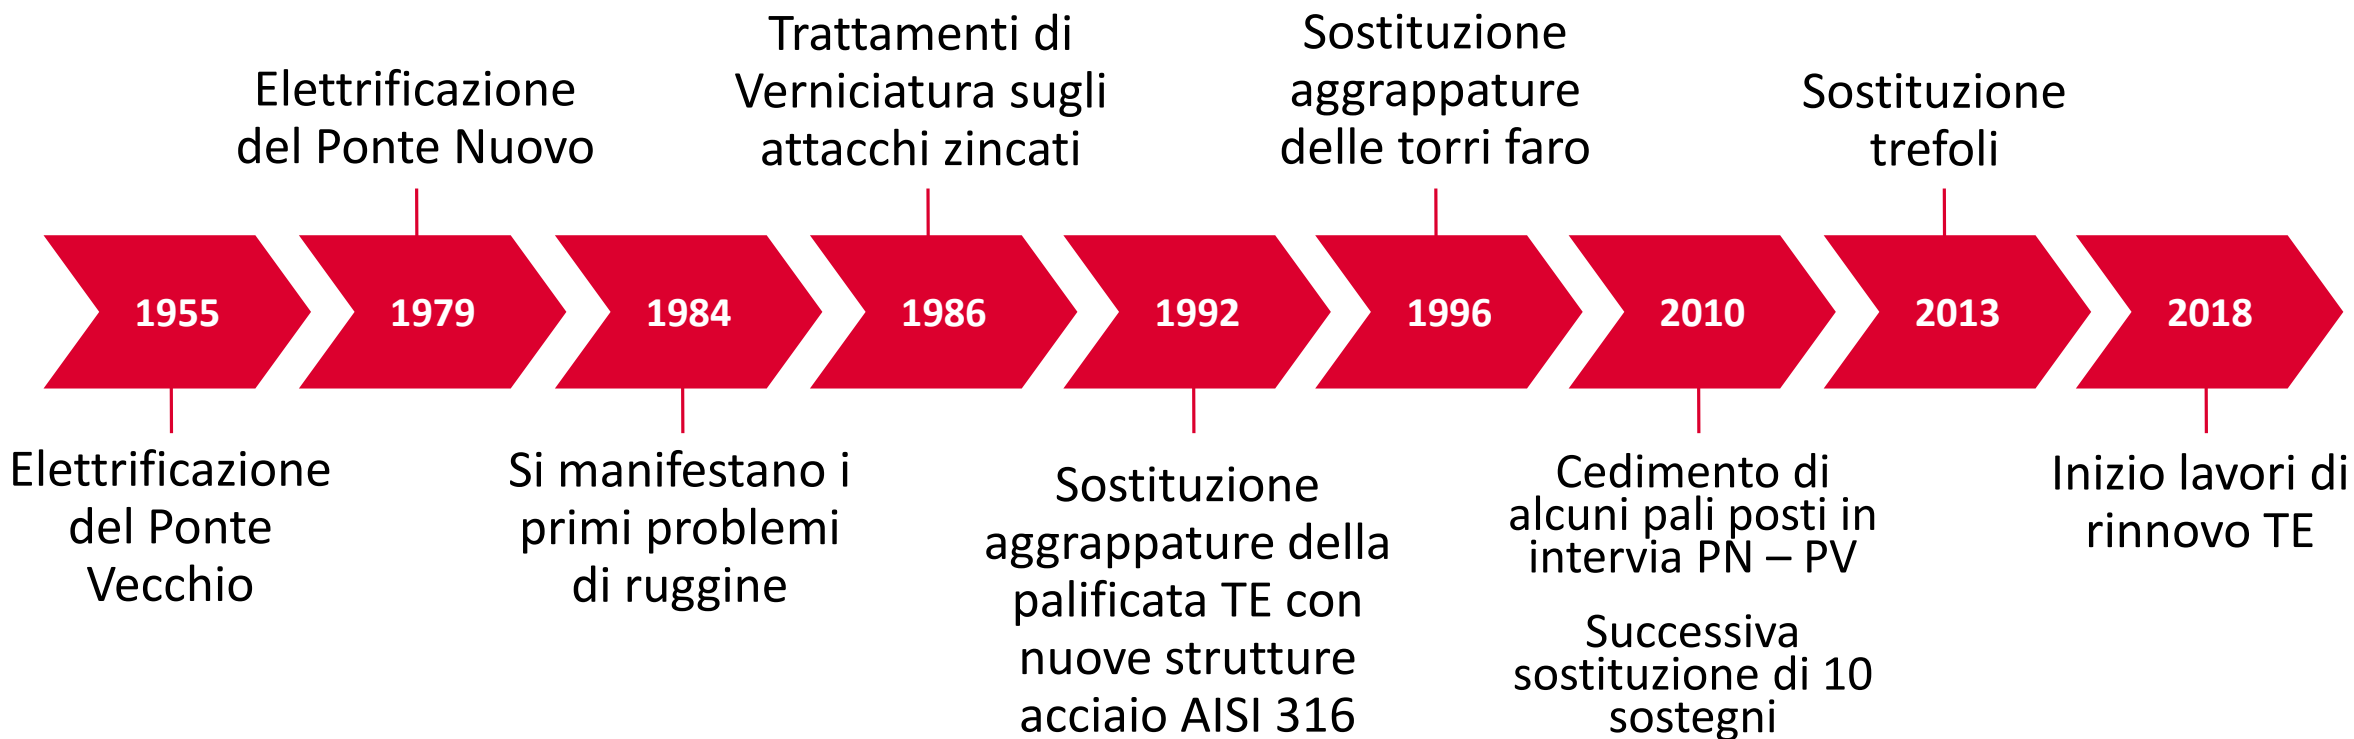 Elettrificazione
del Ponte Nuovo
Trattamenti di
Verniciatura sugli
attacchi zincati
Sostituzione
aggrappature
delle torri faro
Sostituzione
trefoli
1955
1979
1984
1986
1992
1996
2010
2013
2018
Elettrificazione
del Ponte
Vecchio
Si manifestano i
primi problemi
di ruggine
Sostituzione
aggrappature della
palificata TE con
nuove strutture
acciaio AISI 316
Cedimento di
alcuni pali posti in
intervia PN – PV
Successiva
sostituzione di 10
sostegni
Inizio lavori di
rinnovo TE